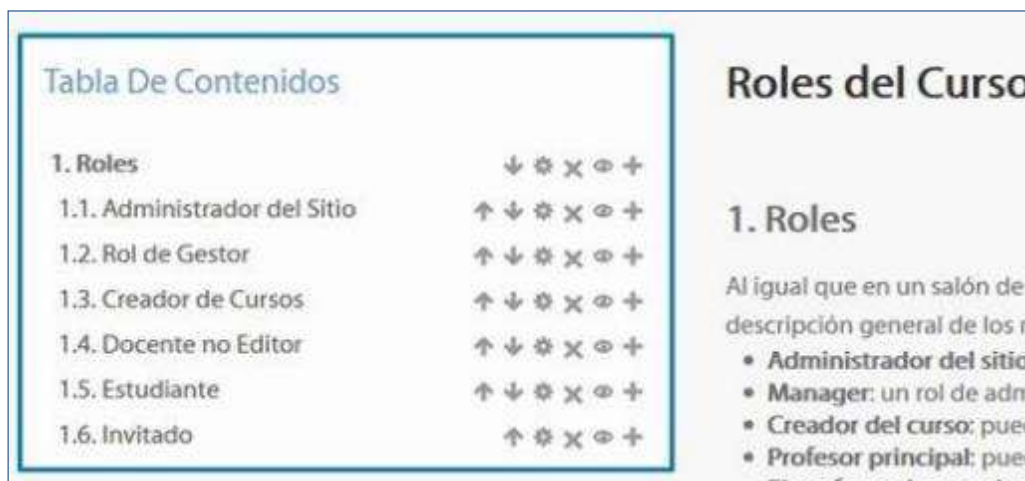 Tabla De Contenidos
1. Roles
1.1. Administrador del Sitio
1.2. Rol de Gestor
1.3. Creador de Cursos
1.4. Docente no Editor
1.5. Estudiante
1.6. Invitado
Roles del Curso
1. Roles
Al igual que en un salón de
descripción general de los
• Administrador del sitio
• Manager: un rol de
• Creador del curso:
• Profesor principal: